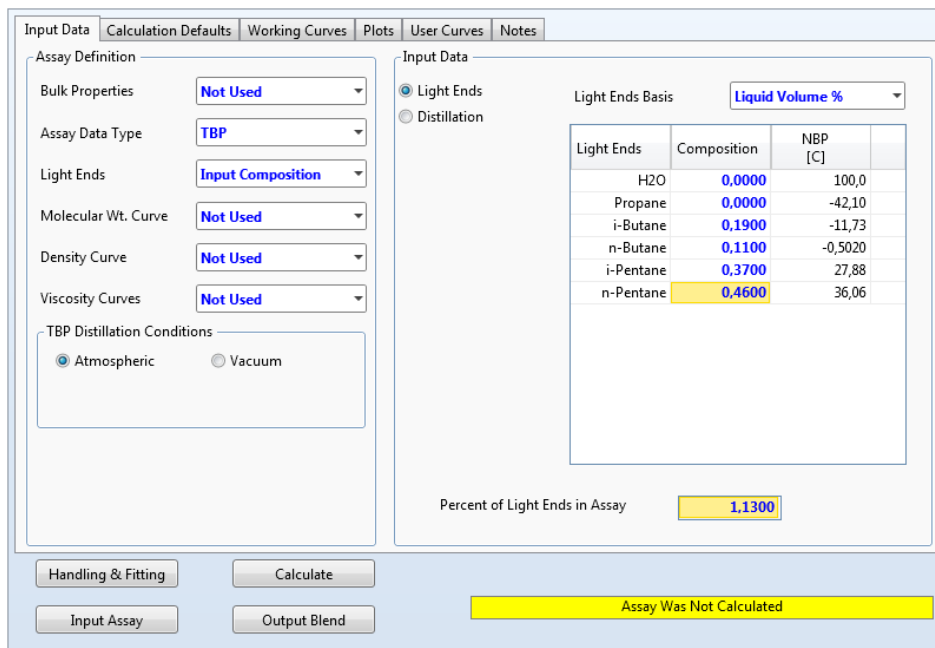 Input Data Calculation Defaults Working Curves Plots User Curves Notes
Assay Definition
Bulk Properties Not Used
Assay Data Type TBP
Light Ends Input Composition
Molecular Wt. Curve Not Used
Density Curve Not Used
Viscosity Curves Not Used
TBP Distillation Conditions
Atmospheric Vacuum
Input Data
Light Ends
Distillation
Light Ends Basis Liquid Volume %
Light Ends Composition NBP
[C]
H2O 0,0000 100,0
Propane 0,0000 -42,10
i-Butane 0,1900 -11,73
n-Butane 0,1100 -0,5020
i-Pentane 0,3700 27,88
n-Pentane 0,4600 36,06
Percent of Light Ends in Assay 1,1300
Handling & Fitting Calculate
Input Assay Output Blend
Assay Was Not Calculated